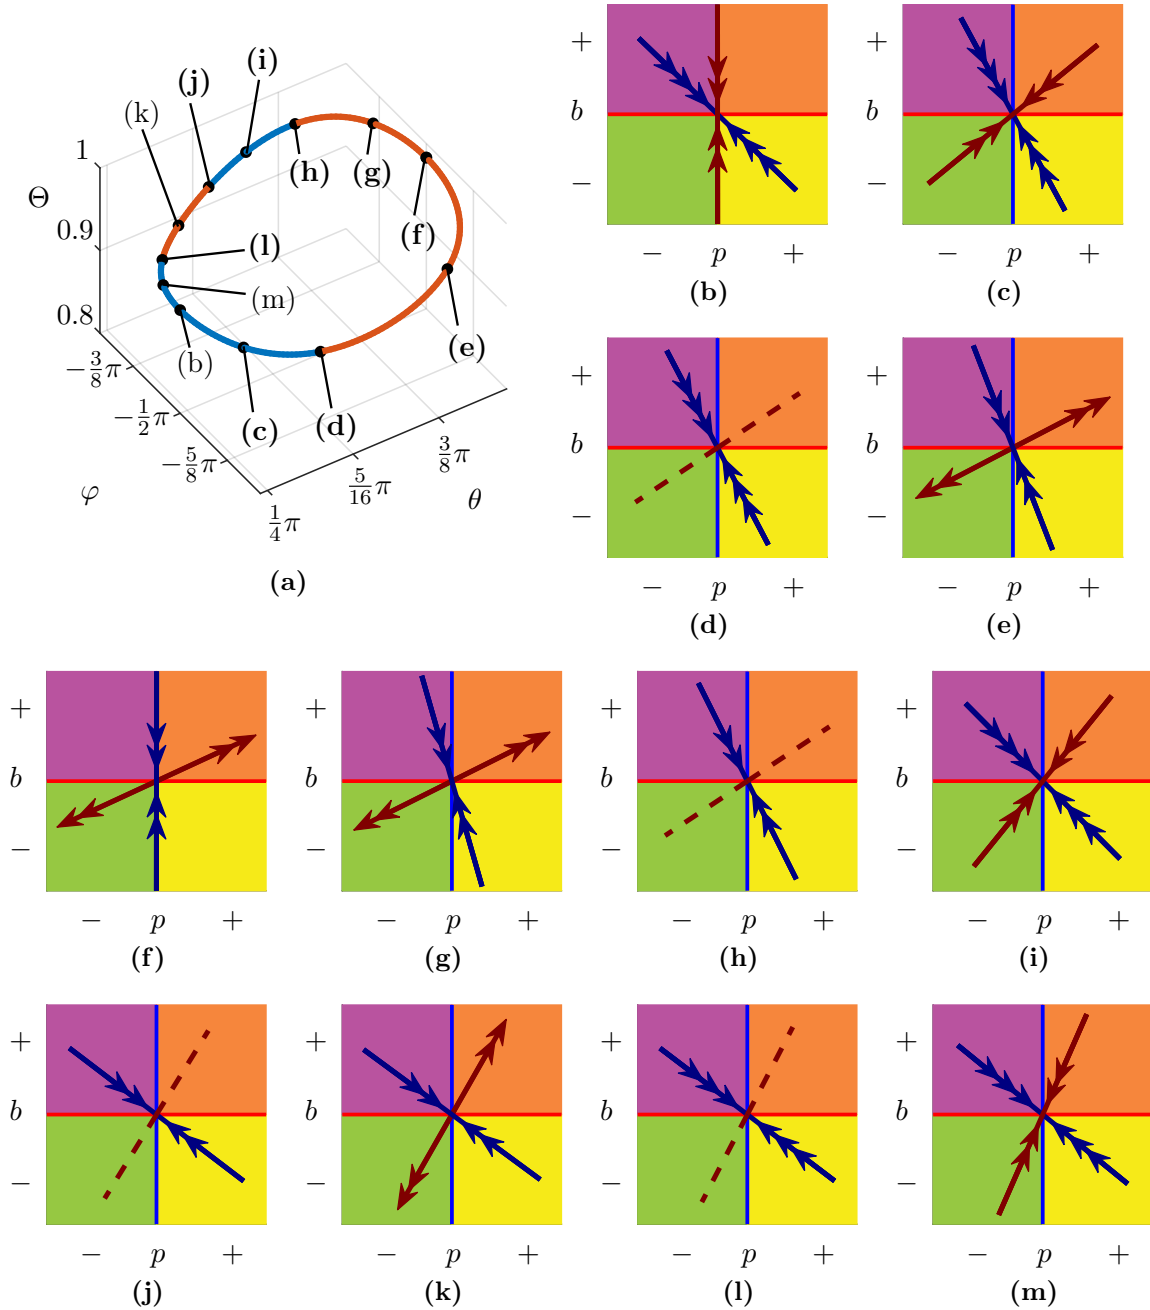 (i)
(j)
(k)
1
Θ
0.9
0.8
(h)
(g)
(f)
(l)
(m)
(b)
(e)
(c)
(d)
−3/8π
−1/2π
−5/8π
φ
1/4π
5/16π
3/8π
θ
(a)
+
b
−
− p +
(b)
+
b
−
− p +
(c)
+
b
−
− p +
(d)
+
b
−
− p +
(e)
+
b
−
− p +
(f)
+
b
−
− p +
(g)
+
b
−
− p +
(h)
+
b
−
− p +
(i)
+
b
−
− p +
(j)
+
b
−
− p +
(k)
+
b
−
− p +
(l)
+
b
−
− p +
(m)